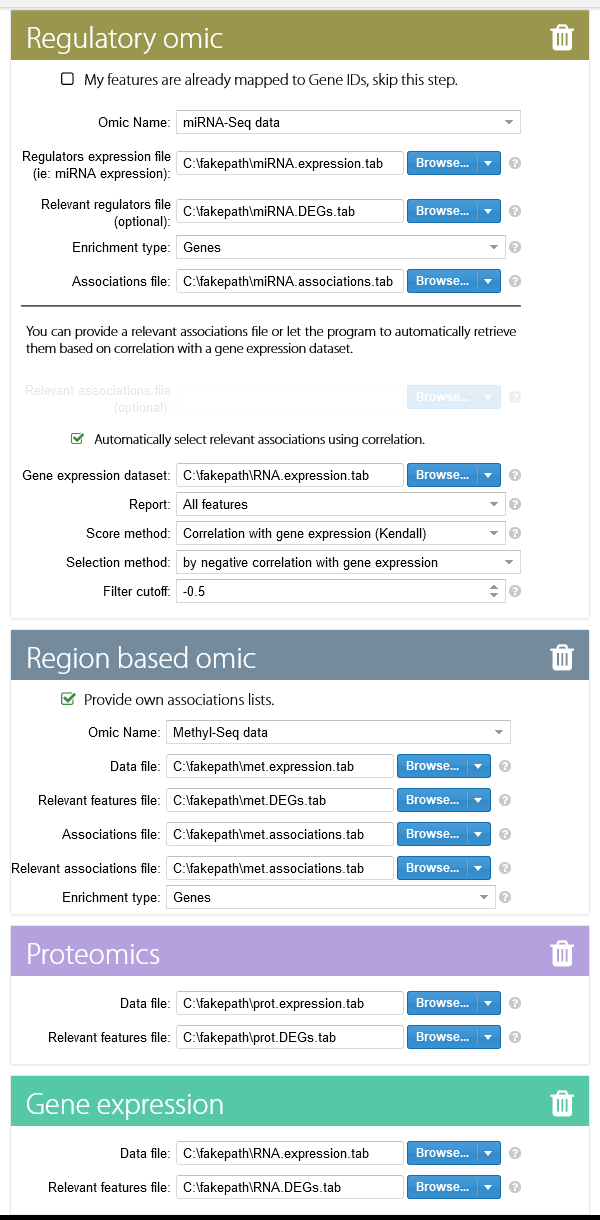 Regulatory omic
My features are already mapped to Gene IDs, skip this step.
Omic Name: miRNA-Seq data
Regulators expression file
(ie: miRNA expression): C:\fakepath\miRNA.expression.tab Browse... ?
Relevant regulators file
(optional): C:\fakepath\miRNA.DEGs.tab Browse... ?
Enrichment type: Genes ?
Associations file: C:\fakepath\miRNA.associations.tab Browse... ?
You can provide a relevant associations file or let the program to automatically retrieve
them based on correlation with a gene expression dataset.
Relevant associations file
(optional): Browse... ?
Automatically select relevant associations using correlation.
Gene expression dataset: C:\fakepath\RNA.expression.tab Browse... ?
Report: All features ?
Score method: Correlation with gene expression (Kendall) ?
Selection method: by negative correlation with gene expression
Filter cutoff: -0.5 ?
Region based omic
Provide own associations lists.
Omic Name: Methyl-Seq data
Data file: C:\fakepath\met.expression.tab Browse... ?
Relevant features file: C:\fakepath\met.DEGs.tab Browse... ?
Associations file: C:\fakepath\met.associations.tab Browse... ?
Relevant associations file: C:\fakepath\met.associations.tab Browse... ?
Enrichment type: Genes ?
Proteomics
Data file: C:\fakepath\prot.expression.tab Browse... ?
Relevant features file: C:\fakepath\prot.DEGs.tab Browse... ?
Gene expression
Data file: C:\fakepath\RNA.expression.tab Browse... ?
Relevant features file: C:\fakepath\RNA.DEGs.tab Browse... ?